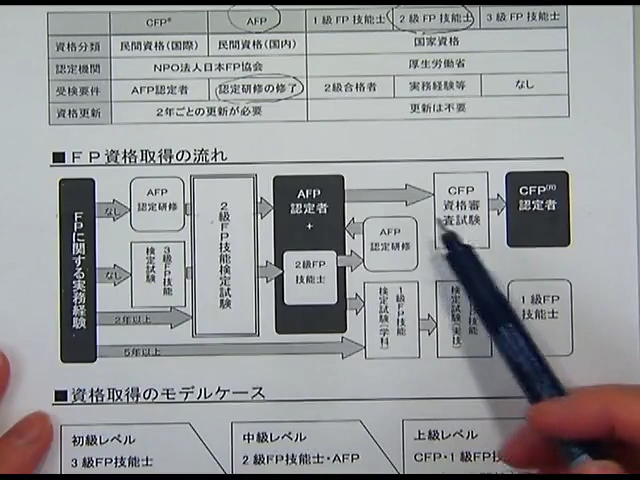 CFP® AFP 1級FP技能士 2級FP技能士 3級FP技能士
資格分類 民間資格(国際) 民間資格(国内) 国家資格
認定機関 NPO法人日本FP協会 厚生労働省
受検要件 AFP認定者 認定研修の修了 2級合格者 実務経験等 なし
資格更新 2年ごとの更新が必要 更新は不要
■FP資格取得の流れ
FPに関する実務経験
なし
AFP
認定研修
なし
3級FP技能
検定試験
2年以上
5年以上
2級FP技能検定試験
AFP
認定者
+
2級FP
技能士
AFP
認定研修
CFP
資格審
査試験
CFP(R)
認定者
1級FP技能
検定試験(学科)
検定試験(実技)
1級FP
技能士
■資格取得のモデルケース
初級レベル
3級FP技能士
中級レベル
2級FP技能士・AFP
上級レベル
CFP・1級FP技